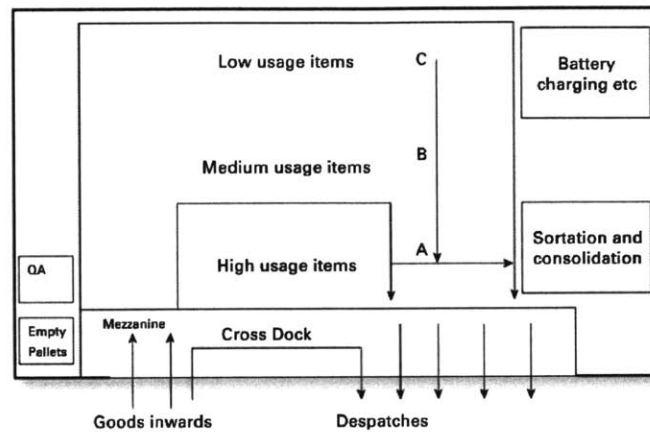 Low usage items
C
Battery
charging etc
B
Medium usage items
A
High usage items
Sortation and
consolidation
QA
Empty
Pallets
Mezzanine
Cross Dock
Goods inwards
Despatches